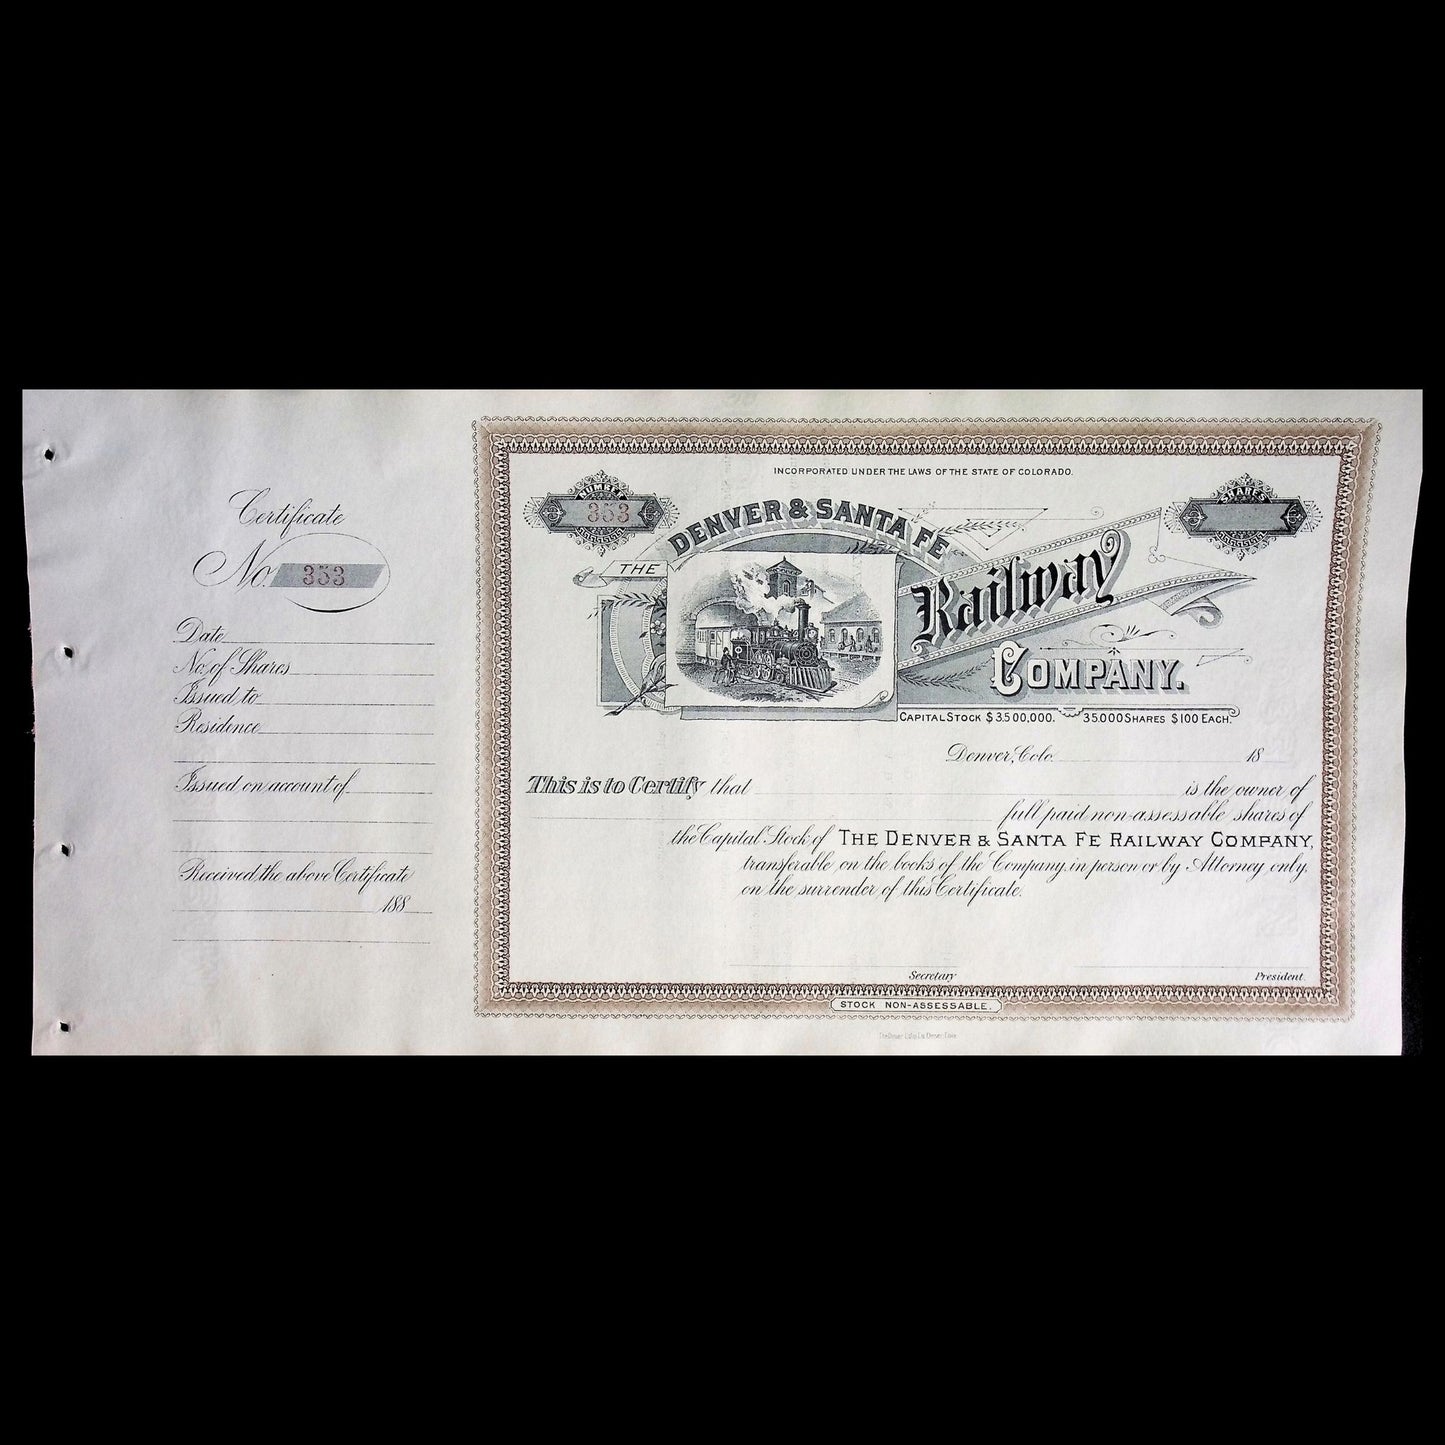 Certificate
No. 353
Date
No. of Shares
Issued to
Residence
Issued on account of
Received, the above Certificate
188
INCORPORATED UNDER THE LAWS OF THE STATE OF COLORADO.
NUMBER
353
SHARES
THE
DENVER & SANTA FE
Railway
COMPANY.
CAPITAL STOCK $3,500,000. 35000 SHARES $100 EACH.
Denver, Colo. 18
This is to Certify that is the owner of
full paid non-assessable shares of
the Capital Stock of THE DENVER & SANTA FE RAILWAY COMPANY,
transferable on the books of the Company, in person or by Attorney only,
on the surrender of this Certificate.
Secretary President.
STOCK NON-ASSESSABLE.